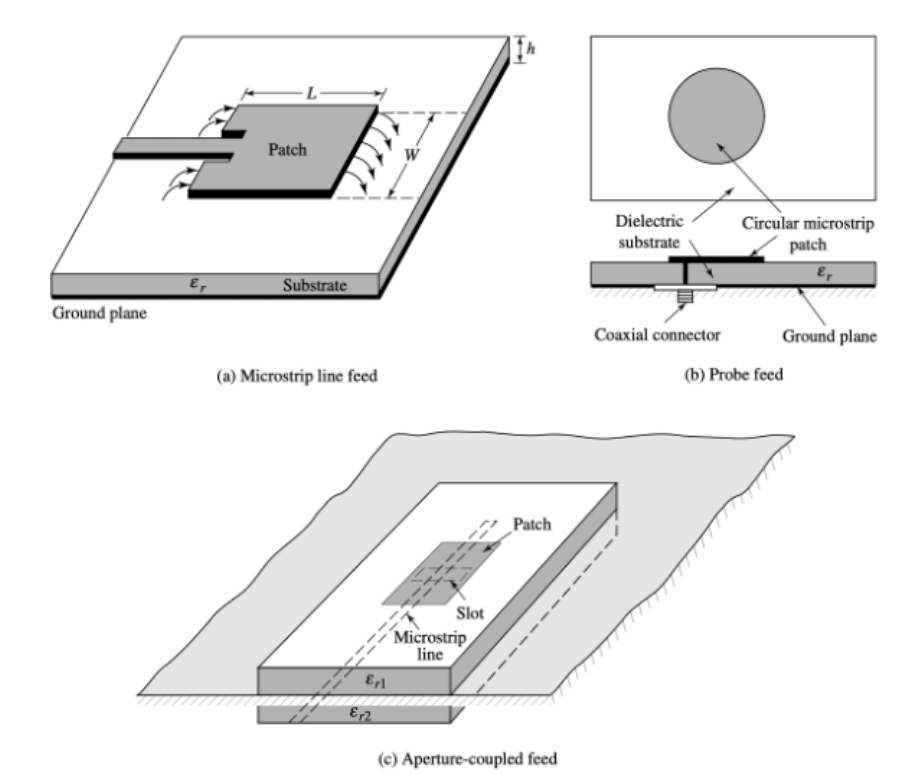 h
L
Patch
W
εr
Substrate
Ground plane
(a) Microstrip line feed
Dielectric
substrate
Circular microstrip
patch
εr
Coaxial connector
Ground plane
(b) Probe feed
Patch
Slot
Microstrip
line
εr1
εr2
(c) Aperture-coupled feed